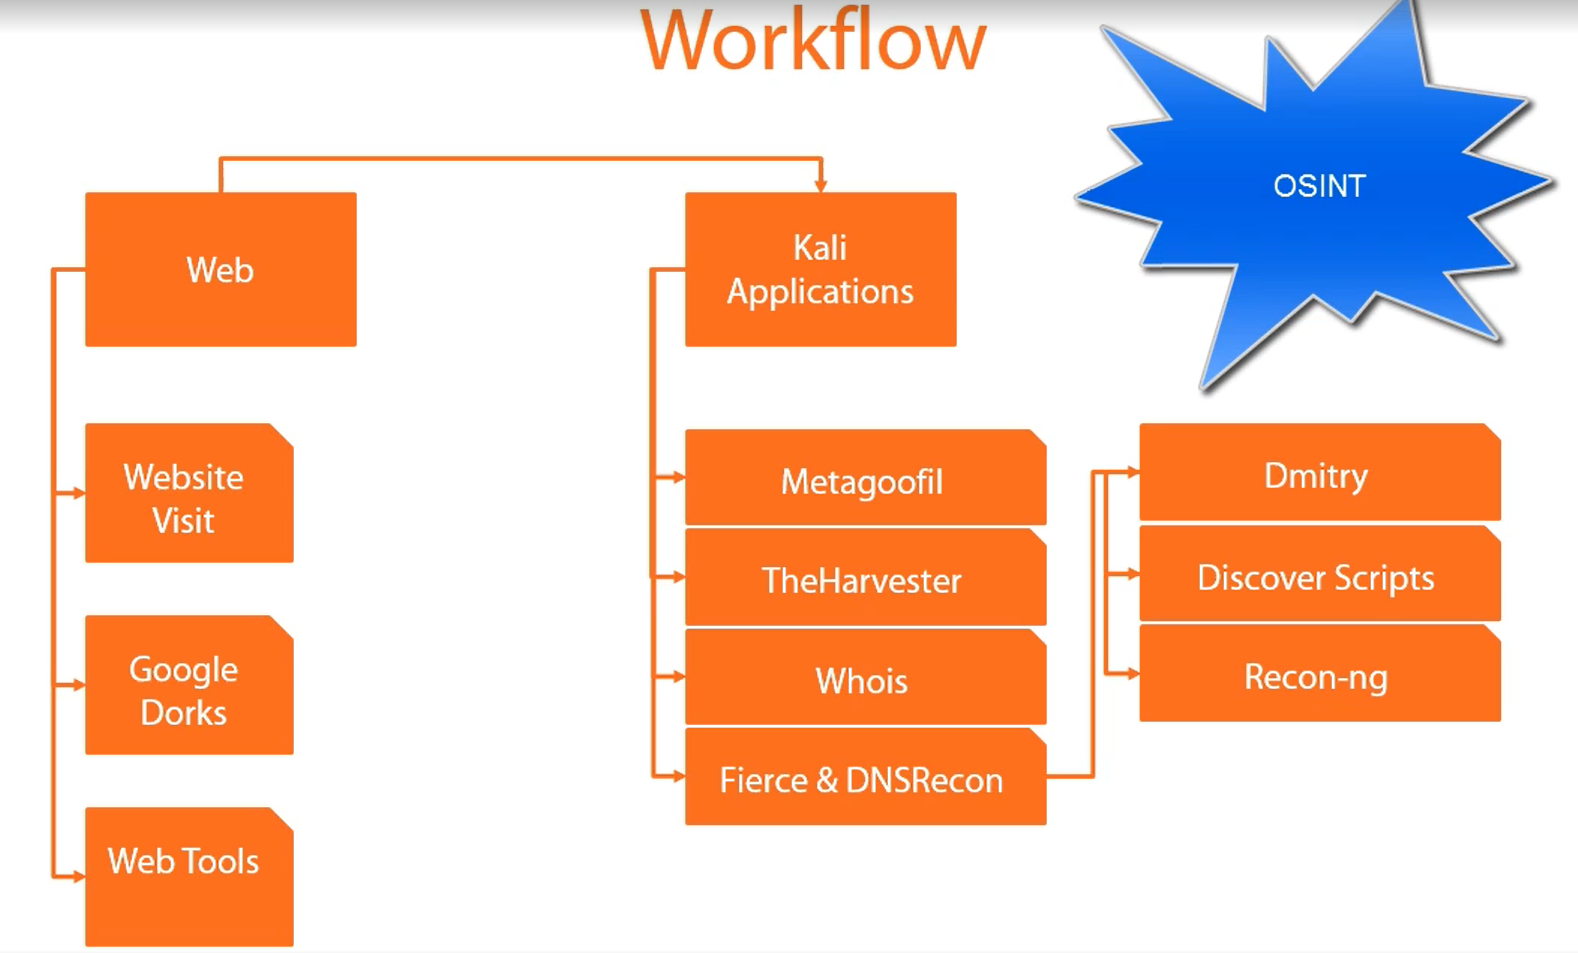 Workflow
OSINT
Web
Kali
Applications
Website
Visit
Google
Dorks
Web Tools
Metagoofil
TheHarvester
Whois
Fierce & DNSRecon
Dmitry
Discover Scripts
Recon-ng